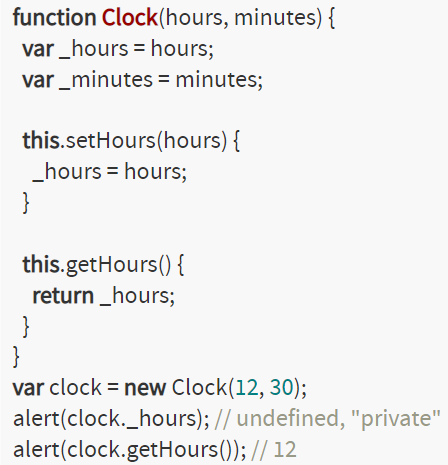 function Clock(hours, minutes) {
  var _hours = hours;
  var _minutes = minutes;

  this.setHours(hours) {
    _hours = hours;
  }

  this.getHours() {
    return _hours;
  }
}
var clock = new Clock(12, 30);
alert(clock._hours); // undefined, "private"
alert(clock.getHours()); // 12